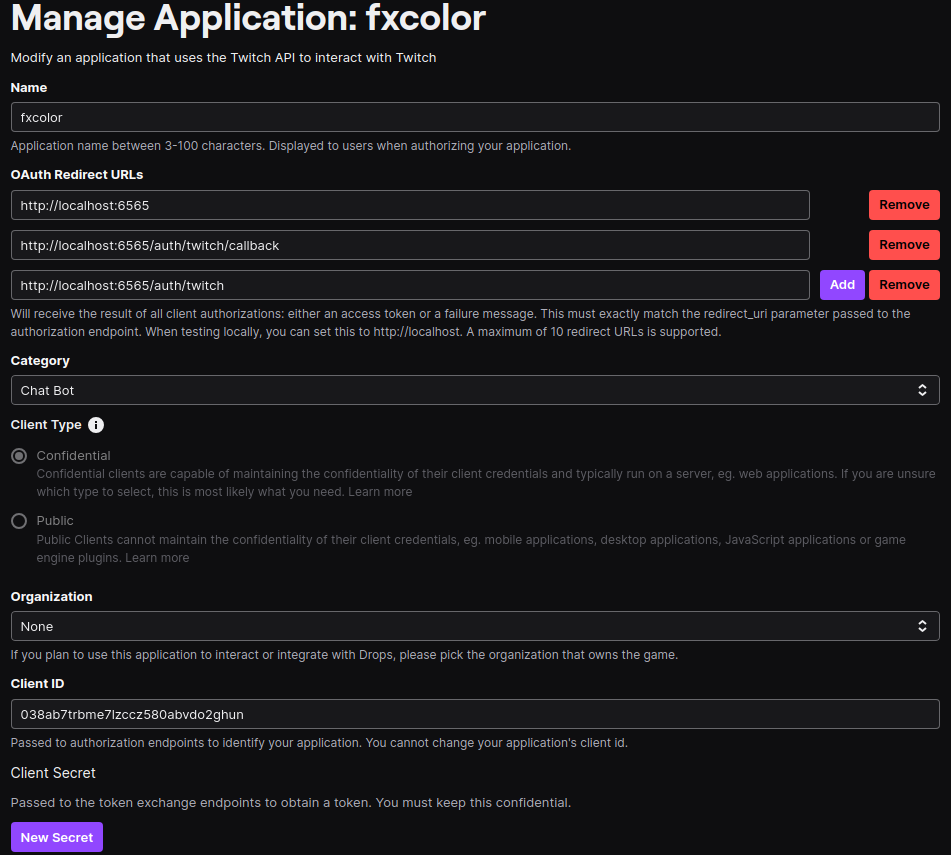 Manage Application: fxcolor
Modify an application that uses the Twitch API to interact with Twitch
Name
fxcolor
Application name between 3-100 characters. Displayed to users when authorizing your application.
OAuth Redirect URLs
http://localhost:6565
Remove
http://localhost:6565/auth/twitch/callback
Remove
http://localhost:6565/auth/twitch
Add
Remove
Will receive the result of all client authorizations: either an access token or a failure message. This must exactly match the redirect_uri parameter passed to the
authorization endpoint. When testing locally, you can set this to http://localhost. A maximum of 10 redirect URLs is supported.
Category
Chat Bot
Client Type
Confidential
Confidential clients are capable of maintaining the confidentiality of their client credentials and typically run on a server, eg. web applications. If you are unsure
which type to select, this is most likely what you need. Learn more
Public
Public Clients cannot maintain the confidentiality of their client credentials, eg. mobile applications, desktop applications, JavaScript applications or game
engine plugins. Learn more
Organization
None
If you plan to use this application to interact or integrate with Drops, please pick the organization that owns the game.
Client ID
038ab7trbme7lzccz580abvdo2ghun
Passed to authorization endpoints to identify your application. You cannot change your application's client id.
Client Secret
Passed to the token exchange endpoints to obtain a token. You must keep this confidential.
New Secret